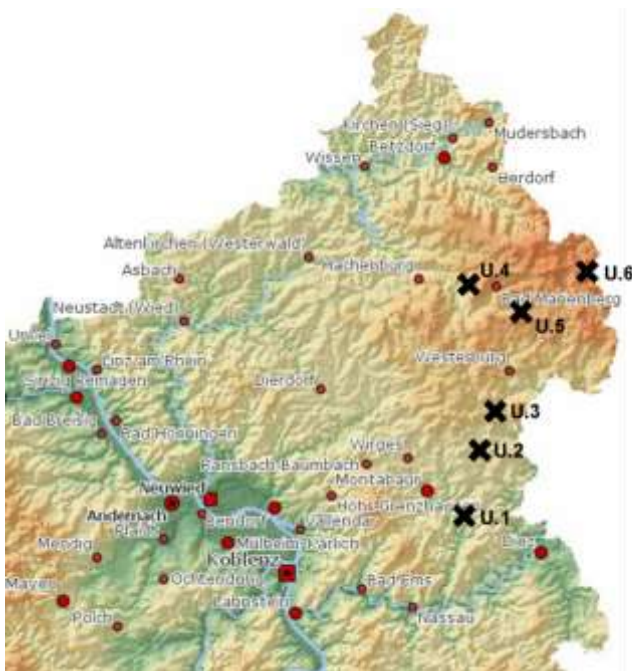 Kirchen (Sieg)
Mudersbach
Betzdorf
Wissen
Berdorf
Altenkirchen (Westerwald)
Hachenburg
U.4
U.6
Asbach
Bad Marienberg
Neustadt (Wied)
U.5
Unkel
Linz am Rhein
Westerburg
Sinzig Remagen
Dierdorf
U.3
Bad Breisig
Bad Hönningen
Wirges
U.2
Ransbach-Baumbach
Montabaur
Neuwied
Höhr-Grenzhausen
Andernach
Bendorf
Vallendar
U.1
Plaidt
Mülheim-Kärlich
Diez
Mendig
Koblenz
Ochtendung
Bad Ems
Mayen
Lahnstein
Polch
Nassau